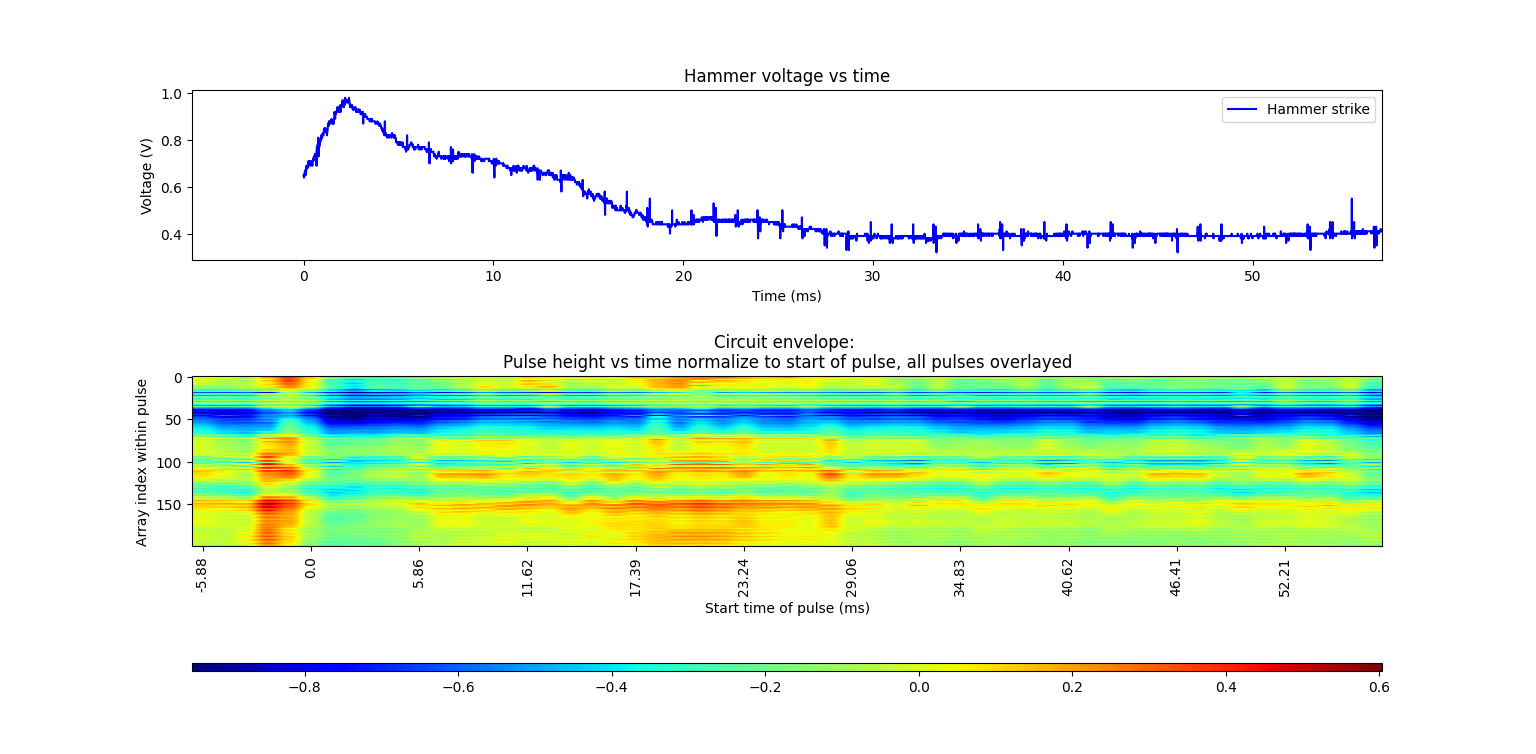 Hammer voltage vs time
Hammer strike
Voltage (V)
1.0
0.8
0.6
0.4
0 10 20 30 40 50
Time (ms)
Circuit envelope:
Pulse height vs time normalize to start of pulse, all pulses overlayed
Array index within pulse
0
50
100
150
-5.88 0.0 5.86 11.62 17.39 23.24 29.06 34.83 40.62 46.41 52.21
Start time of pulse (ms)
−0.8 −0.6 −0.4 −0.2 0.0 0.2 0.4 0.6